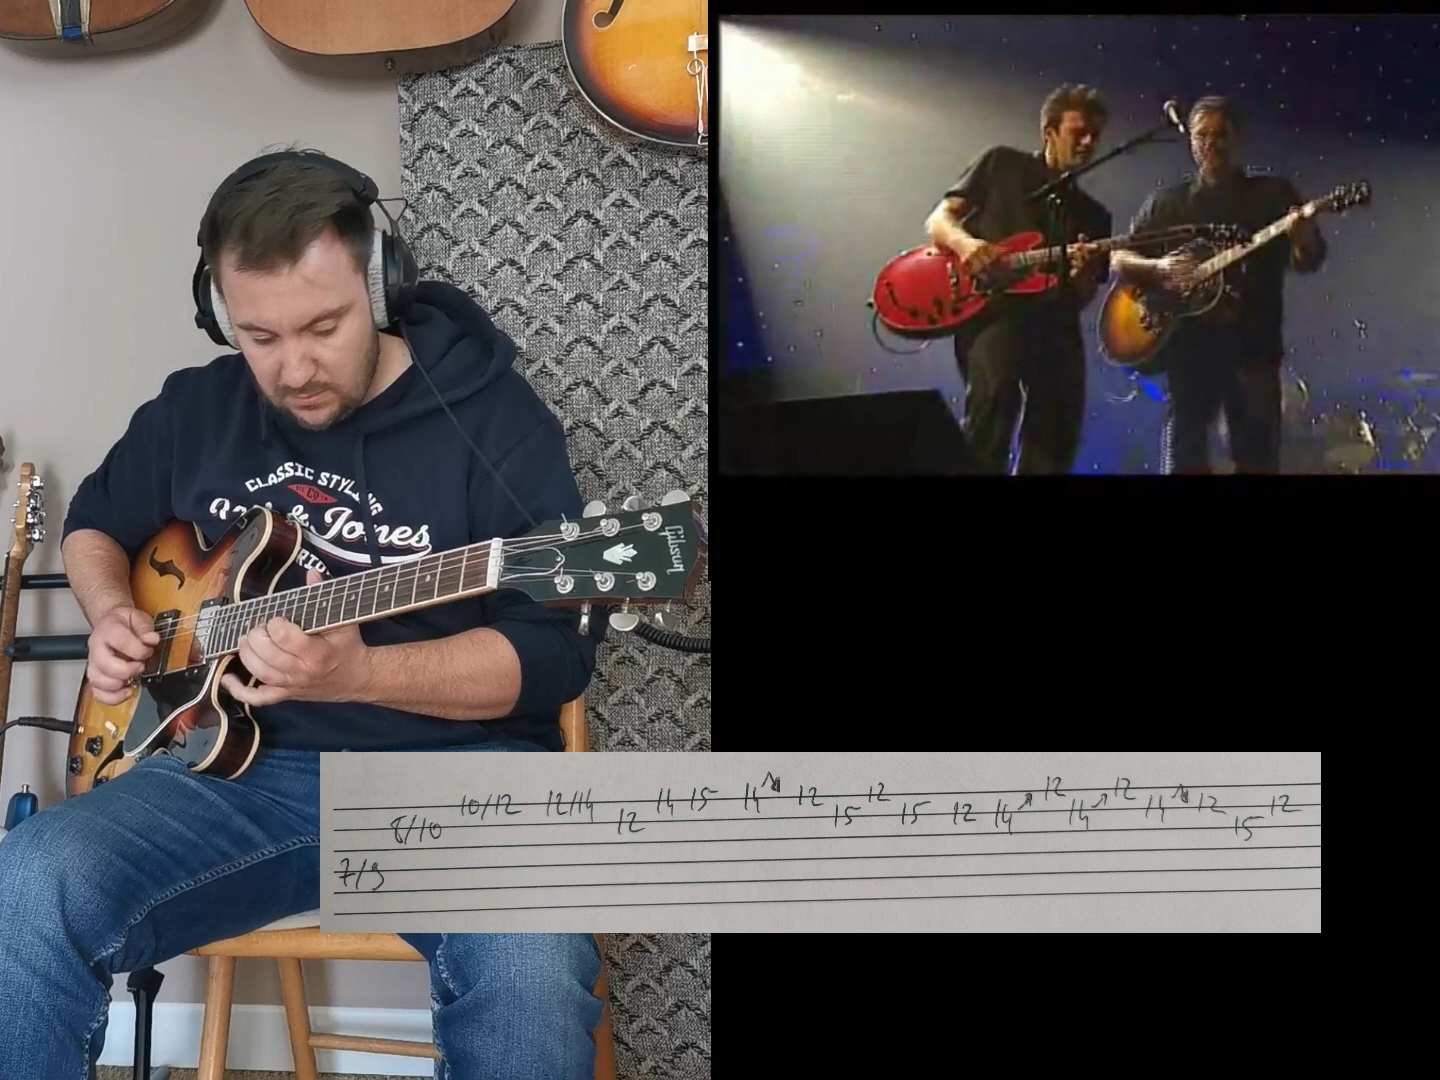 CLASSIC STYLING
& CO
& Jones
Gibson
10/12 12/14 14 15 14 12 12 12 12 14 12
8/10 12 15 15 12 14 14 15 12
7/9